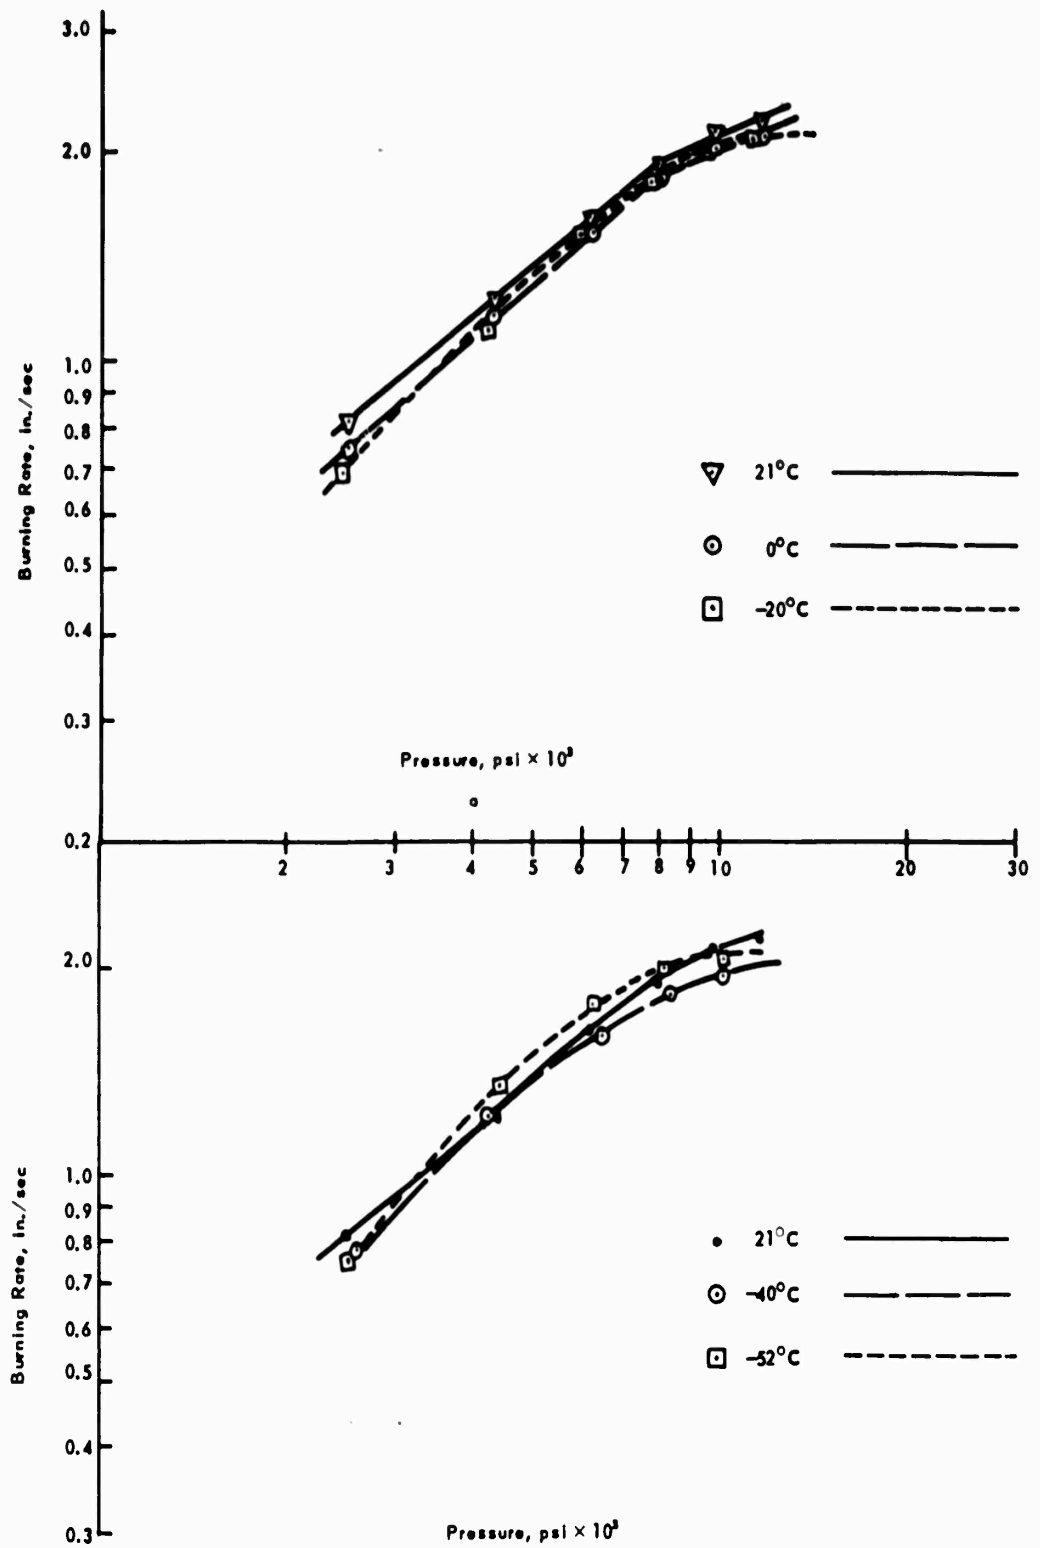 3.0
2.0
1.0
0.9
0.8
0.7
0.6
0.5
0.4
0.3
0.2
Burning Rate, in./sec
21°C
0°C
-20°C
Pressure, psi × 10³
2 3 4 5 6 7 8 9 10 20 30
2.0
1.0
0.9
0.8
0.7
0.6
0.5
0.4
0.3
Burning Rate, in./sec
21°C
-40°C
-52°C
Pressure, psi × 10³